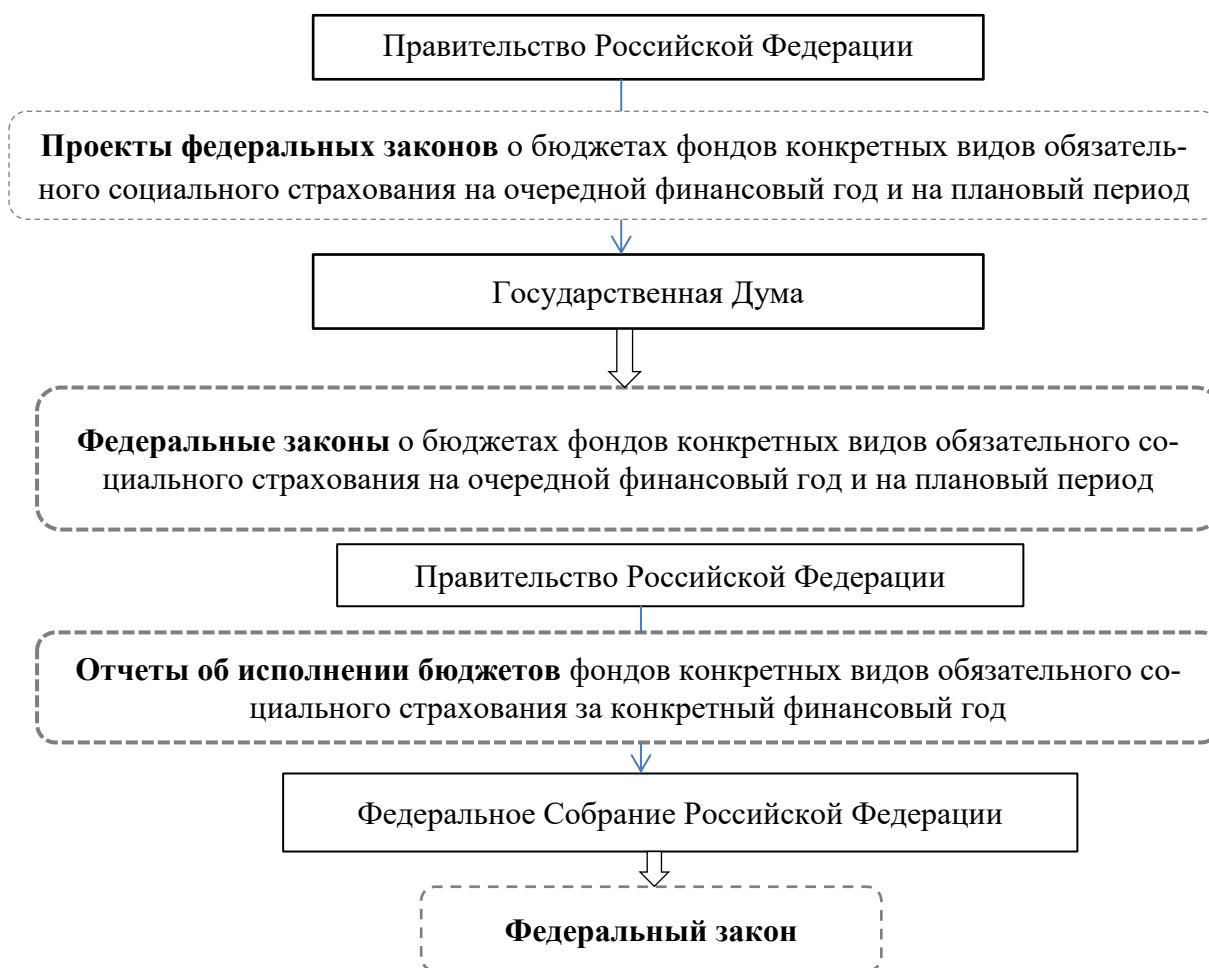 Правительство Российской Федерации
Проекты федеральных законов о бюджетах фондов конкретных видов обязатель-
ного социального страхования на очередной финансовый год и на плановый период
Государственная Дума
Федеральные законы о бюджетах фондов конкретных видов обязательного со-
циального страхования на очередной финансовый год и на плановый период
Правительство Российской Федерации
Отчеты об исполнении бюджетов фондов конкретных видов обязательного со-
циального страхования за конкретный финансовый год
Федеральное Собрание Российской Федерации
Федеральный закон